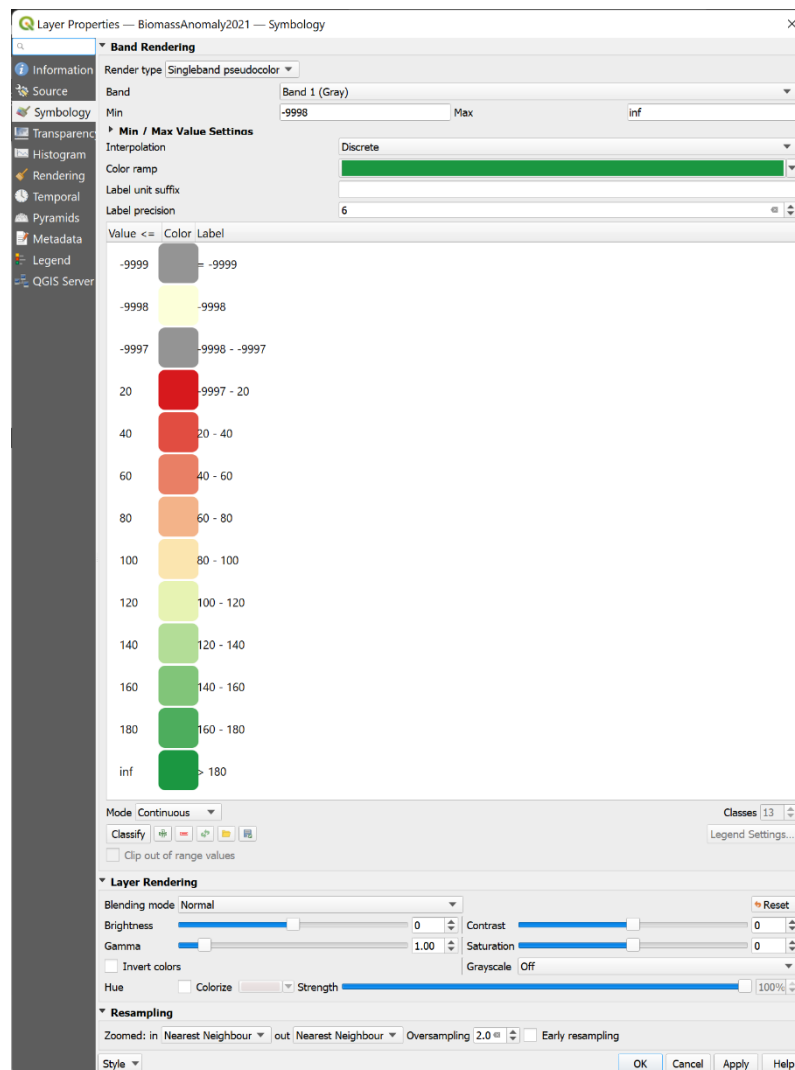 Layer Properties — BiomassAnomaly2021 — Symbology
Information
Source
Symbology
Transparency
Histogram
Rendering
Temporal
Pyramids
Metadata
Legend
QGIS Server
Band Rendering
Render type Singleband pseudocolor
Band Band 1 (Gray)
Min -9998 Max inf
Min / Max Value Settings
Interpolation Discrete
Color ramp
Label unit suffix
Label precision 6
Value <= Color Label
-9999 = -9999
-9998 -9998
-9997 -9998 - -9997
20 -9997 - 20
40 20 - 40
60 40 - 60
80 60 - 80
100 80 - 100
120 100 - 120
140 120 - 140
160 140 - 160
180 160 - 180
inf > 180
Mode Continuous Classes 13
Classify Legend Settings...
Clip out of range values
Layer Rendering
Blending mode Normal Reset
Brightness 0 Contrast 0
Gamma 1.00 Saturation 0
Invert colors Grayscale Off
Hue Colorize Strength 100%
Resampling
Zoomed: in Nearest Neighbour out Nearest Neighbour Oversampling 2.0 Early resampling
Style OK Cancel Apply Help